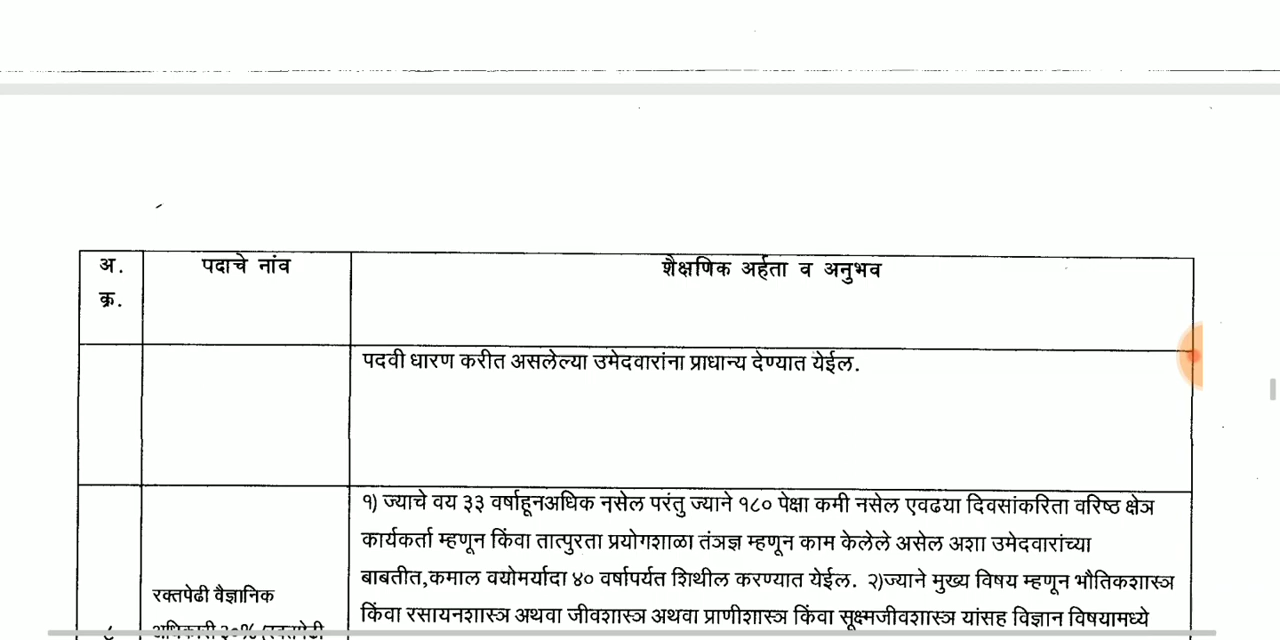 अ.
क्र.
पदाचे नांव
शैक्षणिक अर्हता व अनुभव
पदवी धारण करीत असलेल्या उमेदवारांना प्राधान्य देण्यात येईल.
१) ज्याचे वय ३३ वर्षाहूनअधिक नसेल परंतु ज्याने १८० पेक्षा कमी नसेल एवढया दिवसांकरिता वरिष्ठ क्षेत्र
कार्यकर्ता म्हणून किंवा तात्पुरता प्रयोगशाळा तंत्रज्ञ म्हणून काम केलेले असेल अशा उमेदवारांच्या
बाबतीत,कमाल वयोमर्यादा ४० वर्षापर्यत शिथील करण्यात येईल. २)ज्याने मुख्य विषय म्हणून भौतिकशास्त्र
किंवा रसायनशास्त्र अथवा जीवशास्त्र अथवा प्राणीशास्त्र किंवा सूक्ष्मजीवशास्त्र यांसह विज्ञान विषयामध्ये
रक्तपेढी वैज्ञानिक